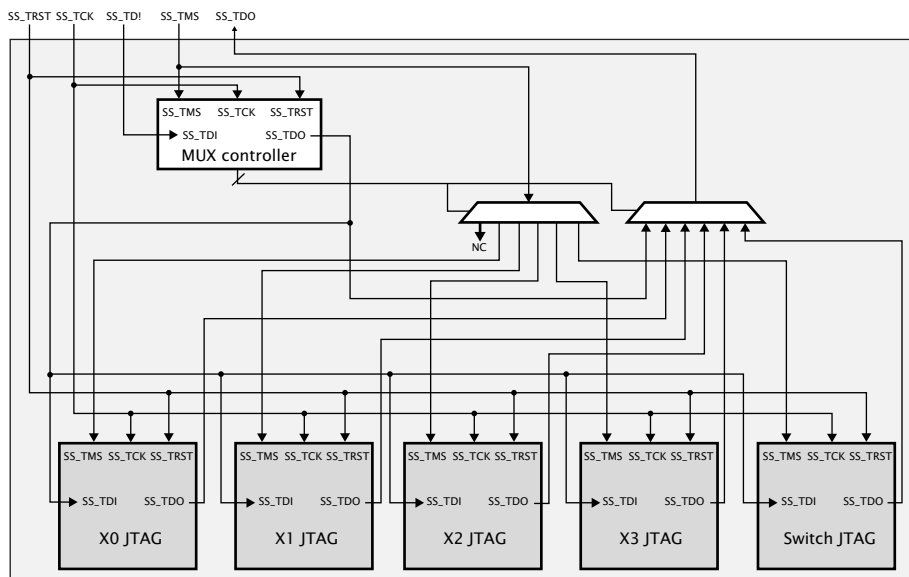 SS_TRST SS_TCK SS_TD! SS_TMS SS_TDO
SS_TMS SS_TCK SS_TRST
SS_TDI SS_TDO
MUX controller
NC
SS_TMS SS_TCK SS_TRST
SS_TDI SS_TDO
X0 JTAG
SS_TMS SS_TCK SS_TRST
SS_TDI SS_TDO
X1 JTAG
SS_TMS SS_TCK SS_TRST
SS_TDI SS_TDO
X2 JTAG
SS_TMS SS_TCK SS_TRST
SS_TDI SS_TDO
X3 JTAG
SS_TMS SS_TCK SS_TRST
SS_TDI SS_TDO
Switch JTAG